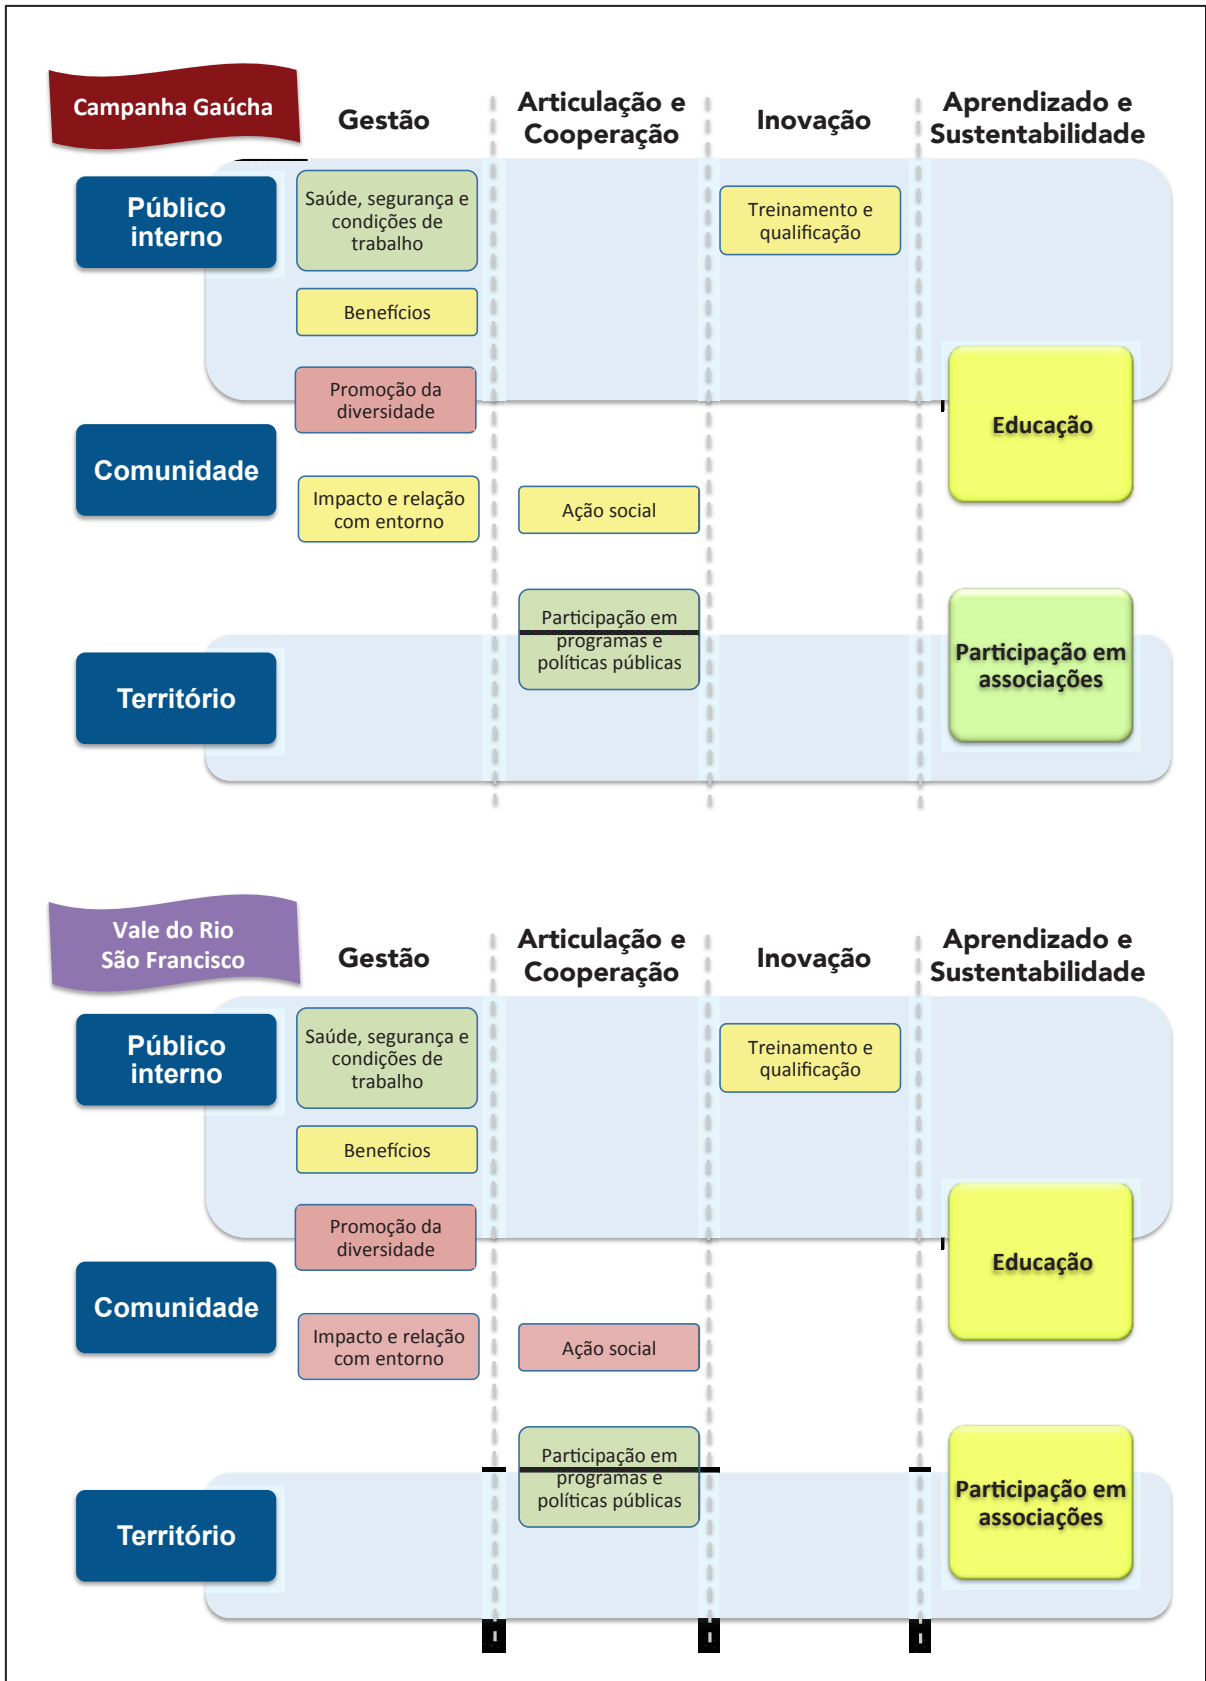 Campanha Gaúcha
Gestão
Articulação e
Cooperação
Inovação
Aprendizado e
Sustentabilidade
Público
interno
Saúde, segurança e
condições de
trabalho
Treinamento e
qualificação
Benefícios
Promoção da
diversidade
Educação
Comunidade
Impacto e relação
com entorno
Ação social
Participação em
programas e
políticas públicas
Participação em
associações
Território
Vale do Rio
São Francisco
Gestão
Articulação e
Cooperação
Inovação
Aprendizado e
Sustentabilidade
Público
interno
Saúde, segurança e
condições de
trabalho
Treinamento e
qualificação
Benefícios
Promoção da
diversidade
Educação
Comunidade
Impacto e relação
com entorno
Ação social
Participação em
programas e
políticas públicas
Participação em
associações
Território